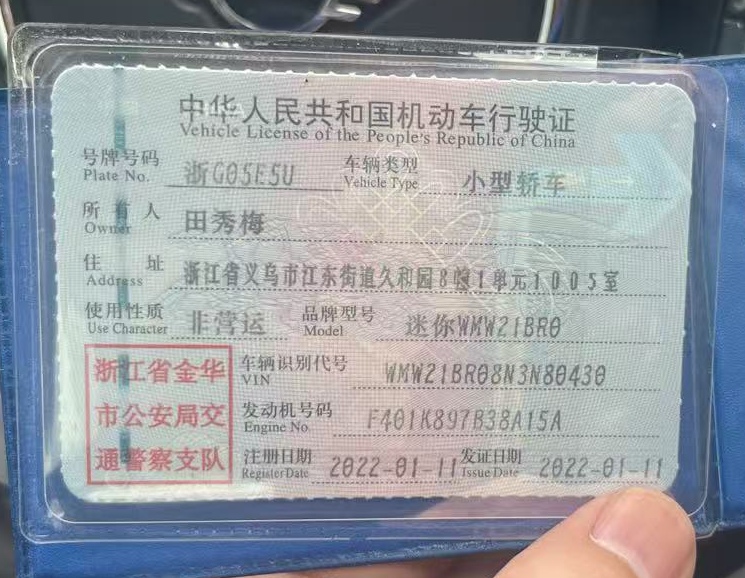 中华人民共和国机动车行驶证
Vehicle License of the People's Republic of China
号牌号码 浙G05E5U 车辆类型 小型轿车
Plate No. Vehicle Type
所有人 田秀梅
Owner
住址 浙江省义乌市江东街道久和园8幢1单元1005室
Address
使用性质 非营运 品牌型号 迷你WMW21BR0
Use Character Model
浙江省金华 车辆识别代号 WMW21BR08N3N80430
VIN
市公安局交 发动机号码 F401K897B38A15A
Engine No.
通警察支队 注册日期 2022-01-11 发证日期 2022-01-11
Register Date Issue Date